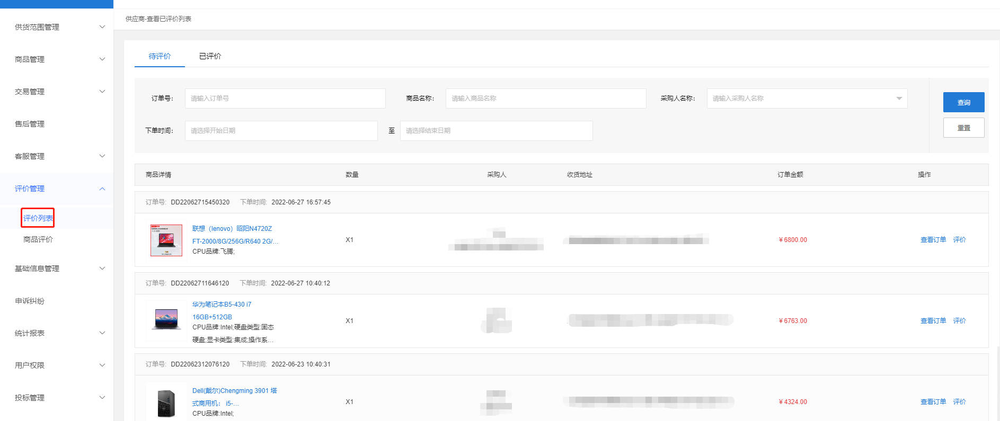 供应商-查看已评价列表
供货范围管理
商品管理
交易管理
售后管理
客服管理
评价管理
评价列表
商品评价
基础信息管理
申诉纠纷
统计报表
用户权限
投标管理
待评价 已评价
订单号: 请输入订单号 商品名称: 请输入商品名称 采购人名称: 请输入采购人名称 查询
下单时间: 请选择开始日期 至 请选择结束日期 重置
商品详情 数量 采购人 收货地址 订单金额 操作
订单号: DD22062715450320 下单时间: 2022-06-27 16:57:45
联想（lenovo）昭阳N4720Z
FT-2000/8G/256G/R640 2G/...
CPU品牌:飞腾;
X1 ¥6800.00 查看订单 评价
订单号: DD22062711646120 下单时间: 2022-06-27 10:40:12
华为笔记本B5-430 i7
16GB+512GB
CPU品牌:Intel;硬盘类型:固态
硬盘;显卡类型:集成;操作系...
X1 ¥6763.00 查看订单 评价
订单号: DD22062312076120 下单时间: 2022-06-23 10:40:31
Dell(戴尔)Chengming 3901 塔
式商用机： i5-...
CPU品牌:Intel;
X1 ¥4324.00 查看订单 评价